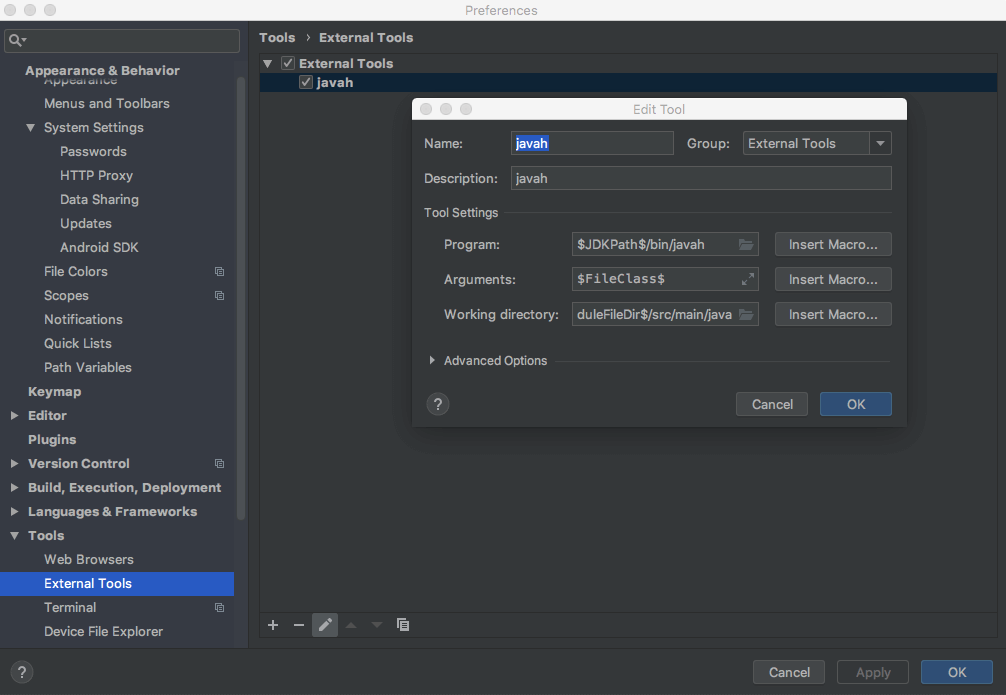 Preferences
Tools › External Tools
Appearance & Behavior
Appearance
Menus and Toolbars
System Settings
Passwords
HTTP Proxy
Data Sharing
Updates
Android SDK
File Colors
Scopes
Notifications
Quick Lists
Path Variables
Keymap
Editor
Plugins
Version Control
Build, Execution, Deployment
Languages & Frameworks
Tools
Web Browsers
External Tools
Terminal
Device File Explorer
External Tools
javah
Edit Tool
Name: javah Group: External Tools
Description: javah
Tool Settings
Program: $JDKPath$/bin/javah Insert Macro...
Arguments: $FileClass$ Insert Macro...
Working directory: duleFileDir$/src/main/java Insert Macro...
Advanced Options
? Cancel OK
? Cancel Apply OK